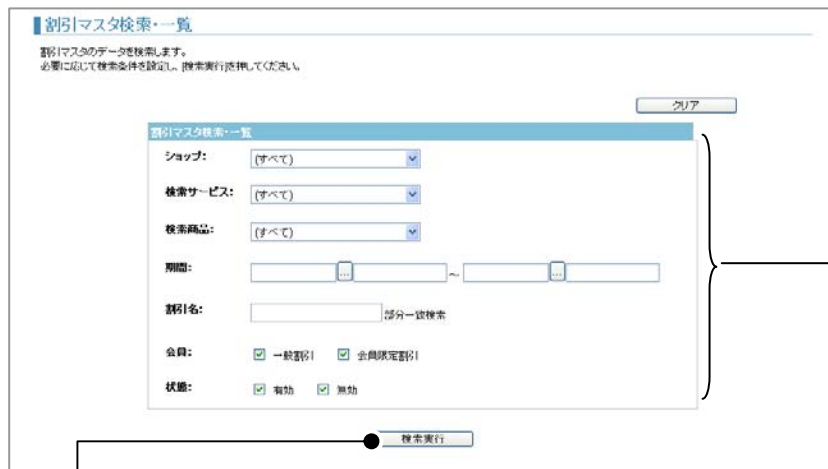 割引マスタ検索・一覧
割引マスタのデータを検索します。
必要に応じて検索条件を設定し、[検索実行]を押してください。
クリア
割引マスタ検索・一覧
ショップ: (すべて)
検索サービス: (すべて)
検索商品: (すべて)
期間: ... ～ ...
割引名: 部分一致検索
会員: 一般割引 会員限定割引
状態: 有効 無効
検索実行